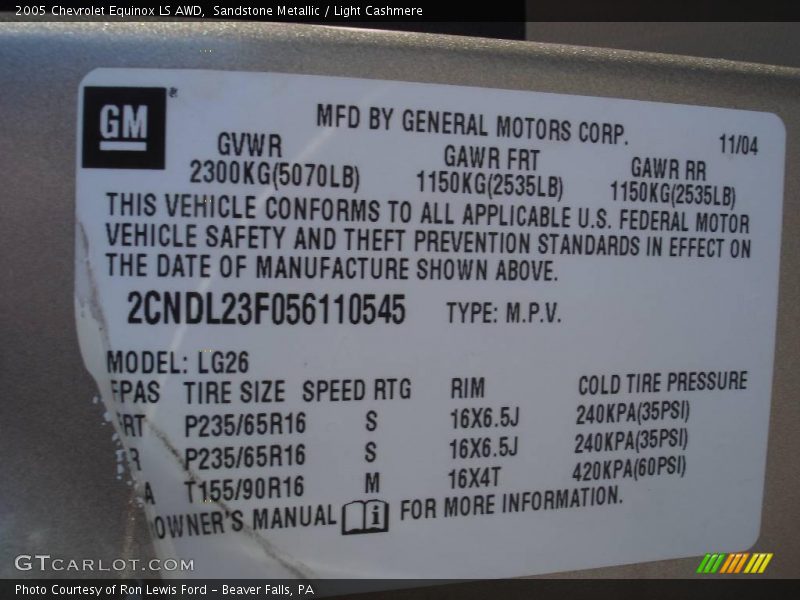 2005 Chevrolet Equinox LS AWD,  Sandstone Metallic / Light Cashmere
GM®
MFD BY GENERAL MOTORS CORP.
11/04
GVWR GAWR FRT GAWR RR
2300KG(5070LB) 1150KG(2535LB) 1150KG(2535LB)
THIS VEHICLE CONFORMS TO ALL APPLICABLE U.S. FEDERAL MOTOR
VEHICLE SAFETY AND THEFT PREVENTION STANDARDS IN EFFECT ON
THE DATE OF MANUFACTURE SHOWN ABOVE.
2CNDL23F056110545 TYPE: M.P.V.
MODEL: LG26
FPAS TIRE SIZE SPEED RTG RIM COLD TIRE PRESSURE
FRT P235/65R16 S 16X6.5J 240KPA(35PSI)
R P235/65R16 S 16X6.5J 240KPA(35PSI)
A T155/90R16 M 16X4T 420KPA(60PSI)
OWNER'S MANUAL i FOR MORE INFORMATION.
GTCARLOT.COM
Photo Courtesy of Ron Lewis Ford – Beaver Falls, PA